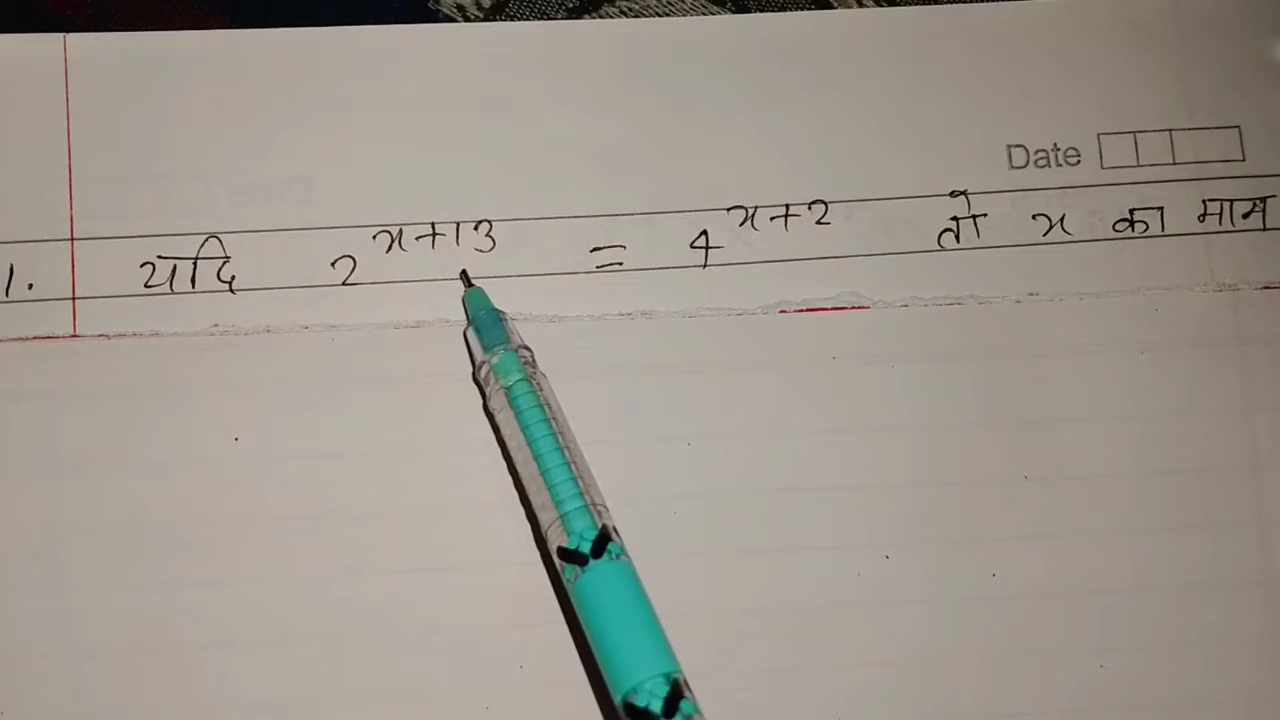 Date
1. यदि 2^{x+13} = 4^{x+2} तो x का मान